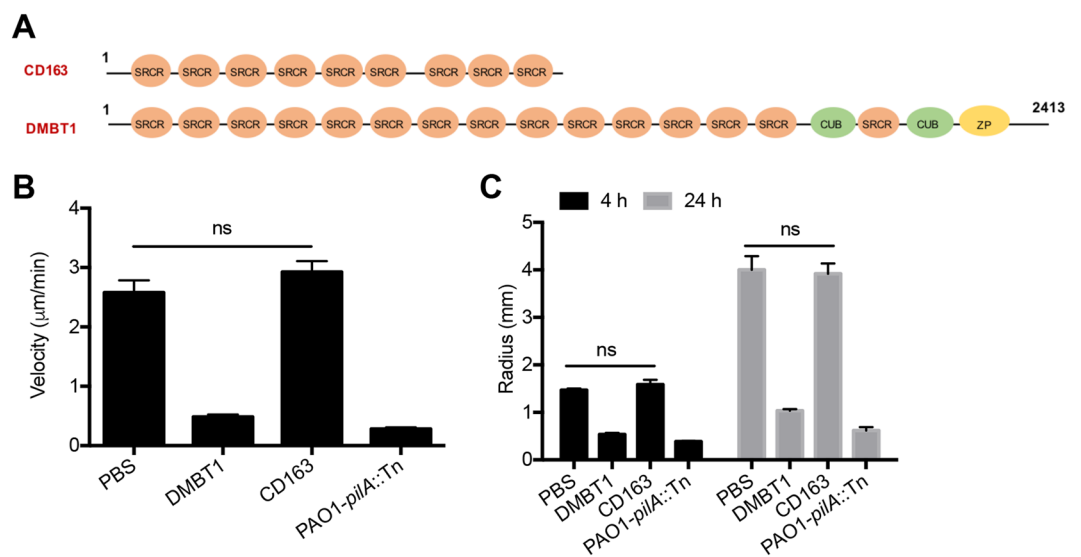 A
CD163
1
SRCR SRCR SRCR SRCR SRCR SRCR SRCR SRCR SRCR
DMBT1
1
SRCR SRCR SRCR SRCR SRCR SRCR SRCR SRCR SRCR SRCR SRCR SRCR SRCR SRCR CUB SRCR CUB ZP
2413
B
Velocity (μm/min)
4
3
2
1
0
ns
PBS
DMBT1
CD163
PAO1-pilA::Tn
C
4 h
24 h
Radius (mm)
5
4
3
2
1
0
ns
ns
PBS
DMBT1
CD163
PAO1-pilA::Tn
PBS
DMBT1
CD163
PAO1-pilA::Tn